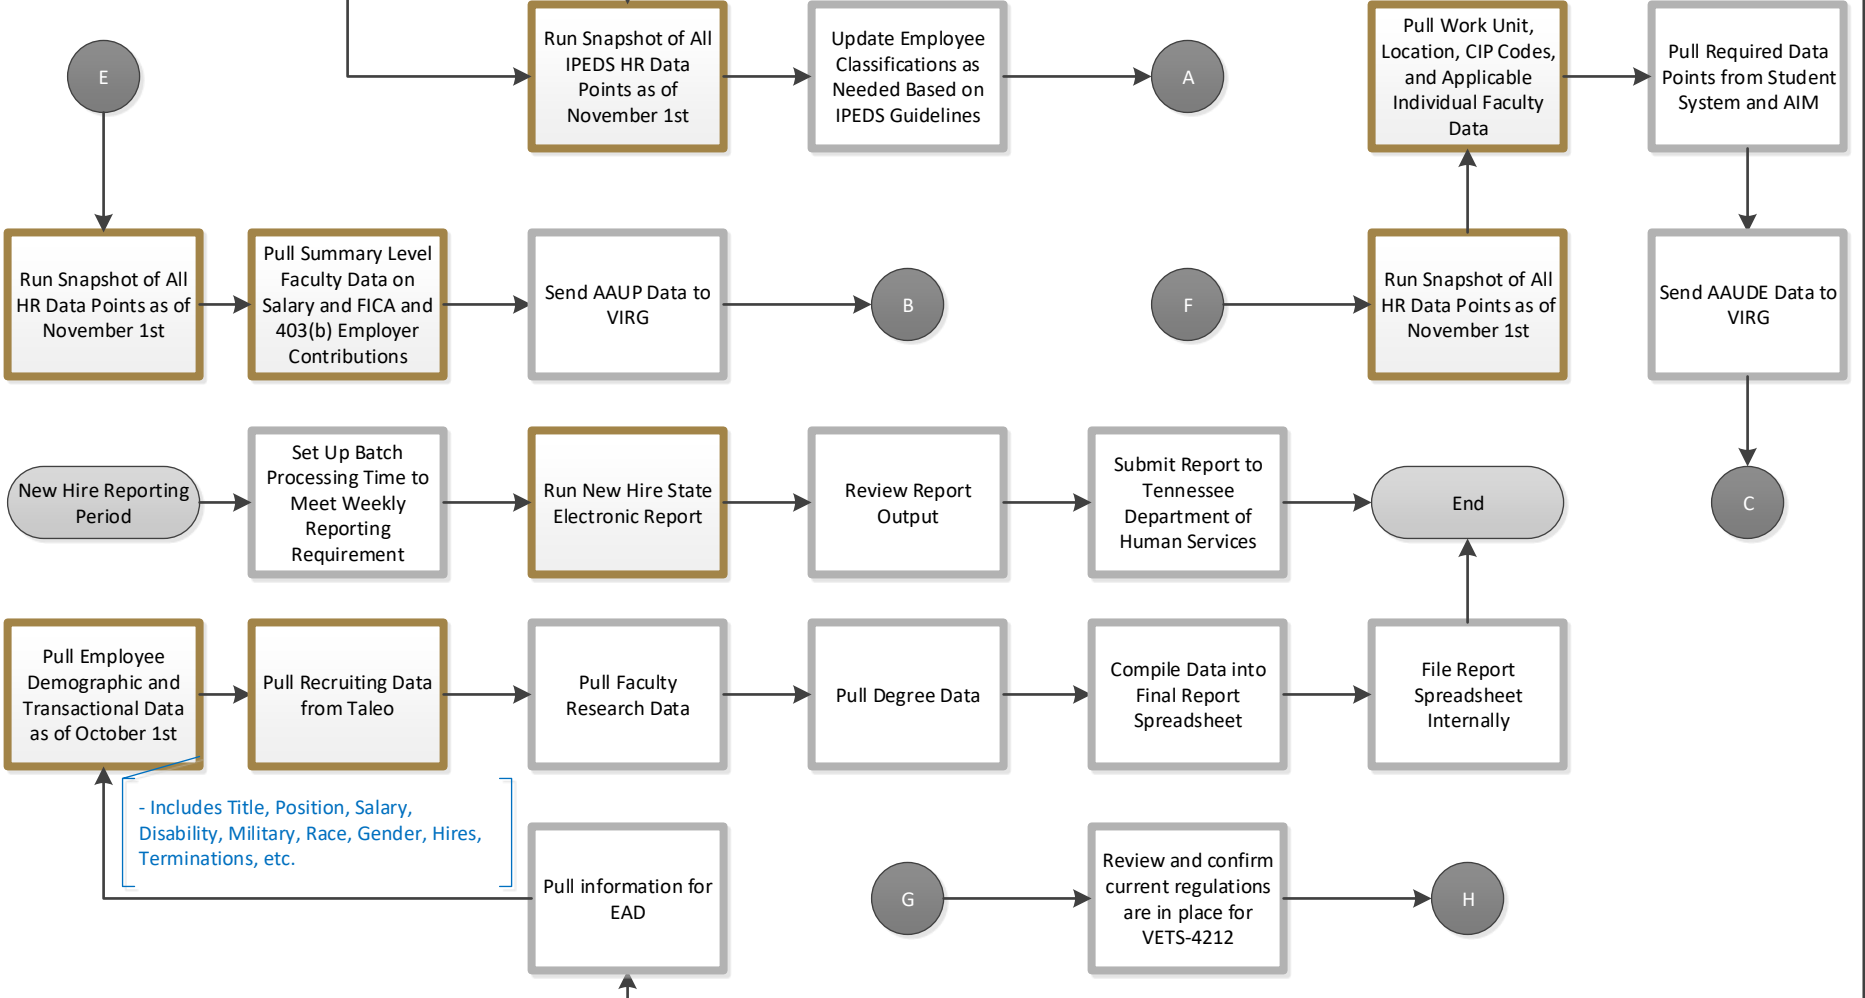 Run Snapshot of All
IPEDS HR Data
Points as of
November 1st
Update Employee
Classifications as
Needed Based on
IPEDS Guidelines
A
Pull Work Unit,
Location, CIP Codes,
and Applicable
Individual Faculty
Data
Pull Required Data
Points from Student
System and AIM
E
Run Snapshot of All
HR Data Points as of
November 1st
Pull Summary Level
Faculty Data on
Salary and FICA and
403(b) Employer
Contributions
Send AAUP Data to
VIRG
B
F
Run Snapshot of All
HR Data Points as of
November 1st
Send AAUDE Data to
VIRG
New Hire Reporting
Period
Set Up Batch
Processing Time to
Meet Weekly
Reporting
Requirement
Run New Hire State
Electronic Report
Review Report
Output
Submit Report to
Tennessee
Department of
Human Services
End
C
Pull Employee
Demographic and
Transactional Data
as of October 1st
Pull Recruiting Data
from Taleo
Pull Faculty
Research Data
Pull Degree Data
Compile Data into
Final Report
Spreadsheet
File Report
Spreadsheet
Internally
- Includes Title, Position, Salary,
Disability, Military, Race, Gender, Hires,
Terminations, etc.
Pull information for
EAD
G
Review and confirm
current regulations
are in place for
VETS-4212
H